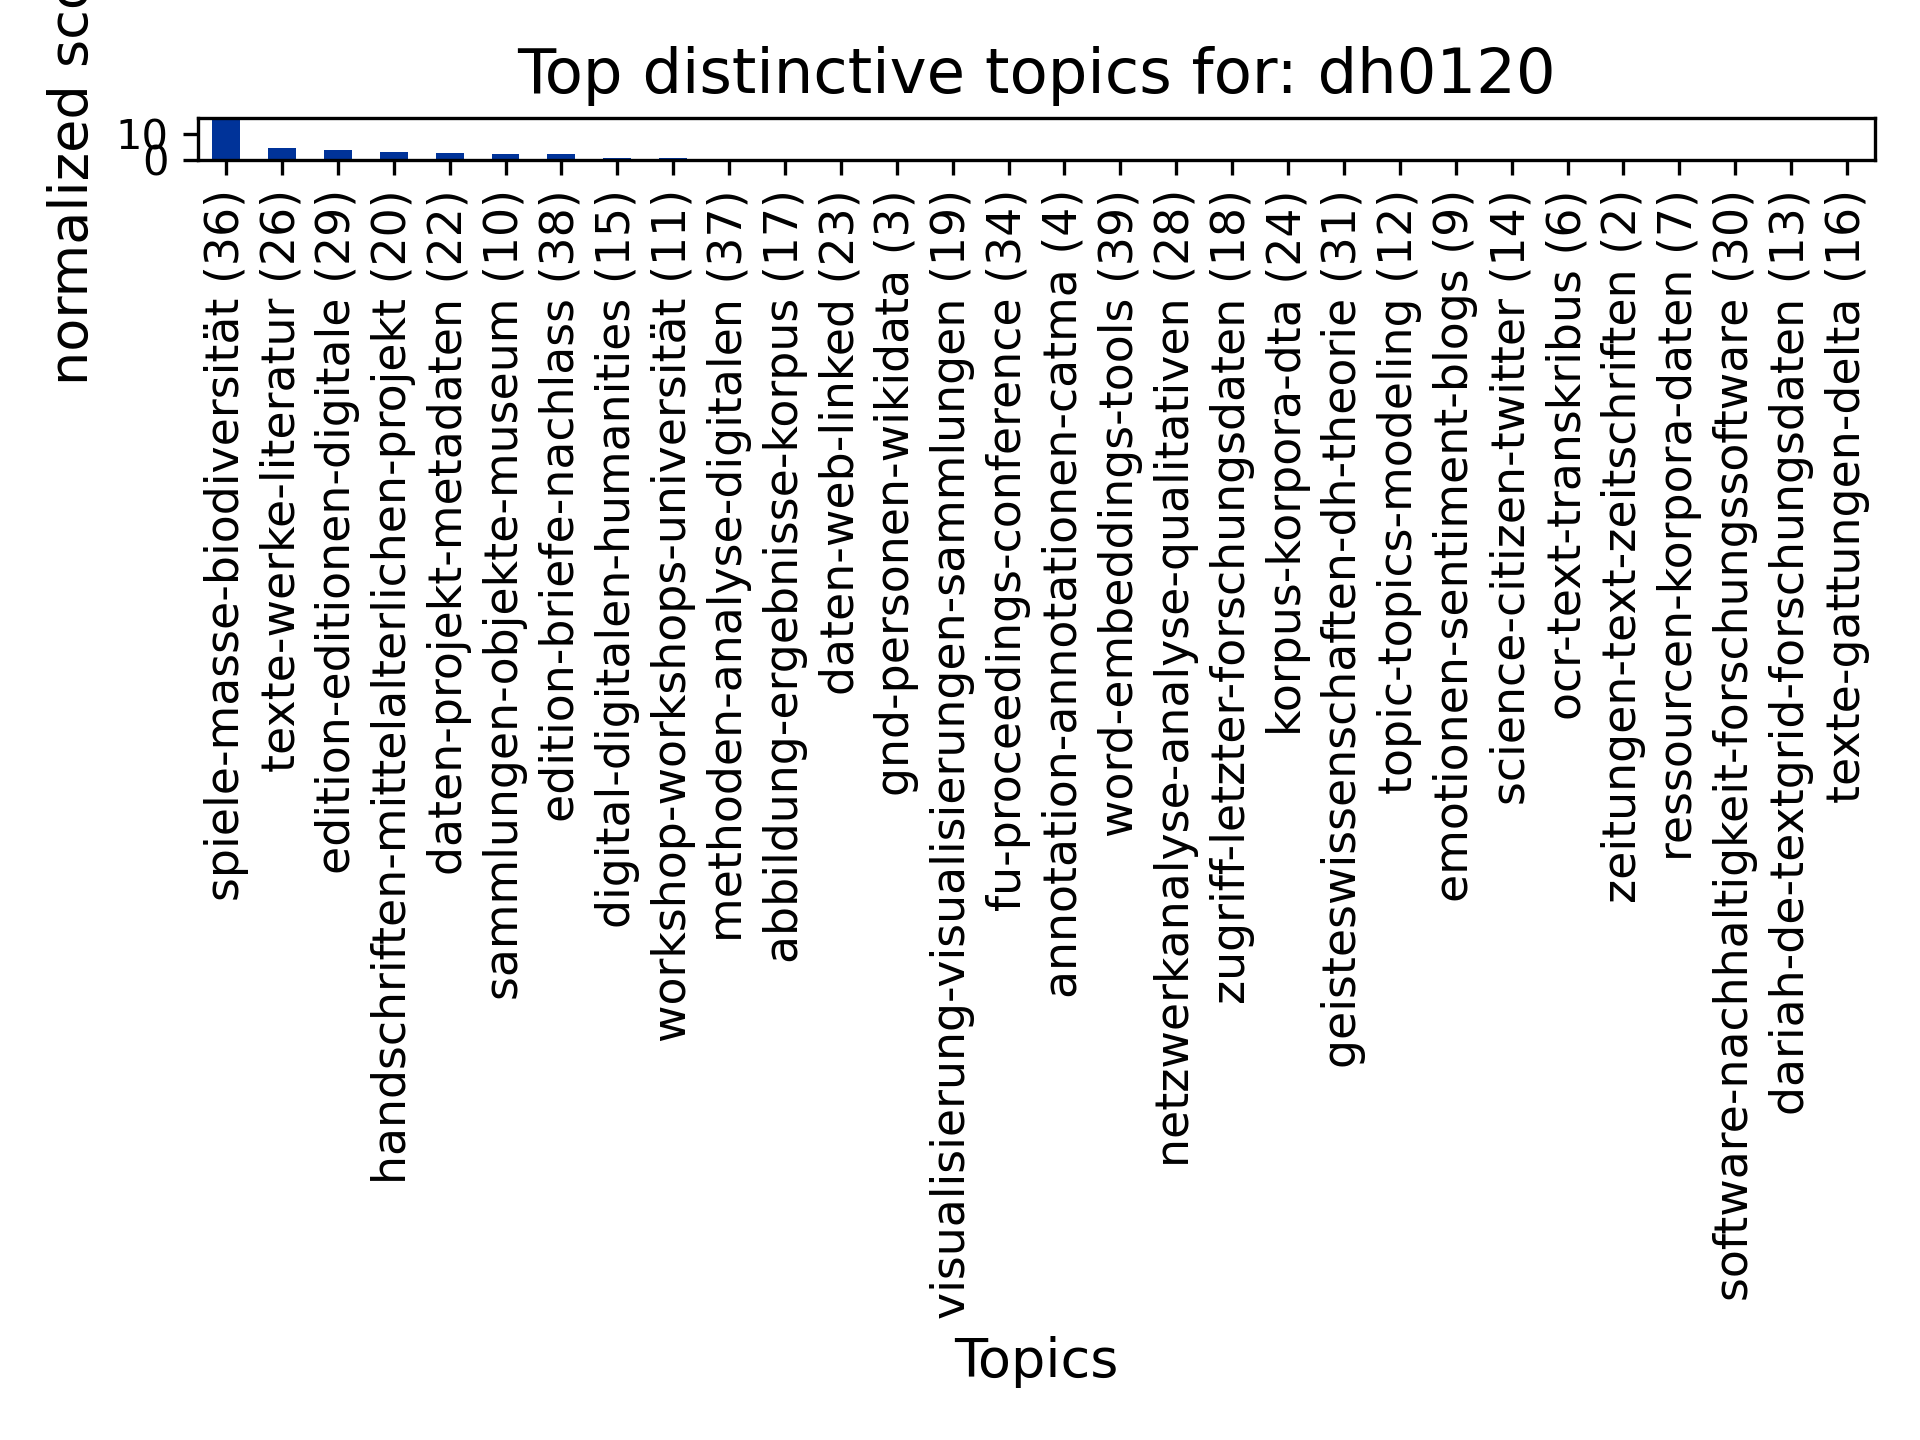 Top distinctive topics for: dh0120
normalized sco
10
0
spiele-masse-biodiversität (36)
texte-werke-literatur (26)
edition-editionen-digitale (29)
handschriften-mittelalterlichen-projekt (20)
daten-projekt-metadaten (22)
sammlungen-objekte-museum (10)
edition-briefe-nachlass (38)
digital-digitalen-humanities (15)
workshop-workshops-universität (11)
methoden-analyse-digitalen (37)
abbildung-ergebnisse-korpus (17)
daten-web-linked (23)
gnd-personen-wikidata (3)
visualisierung-visualisierungen-sammlungen (19)
fu-proceedings-conference (34)
annotation-annotationen-catma (4)
word-embeddings-tools (39)
netzwerkanalyse-analyse-qualitativen (28)
zugriff-letzter-forschungsdaten (18)
korpus-korpora-dta (24)
geisteswissenschaften-dh-theorie (31)
topic-topics-modeling (12)
emotionen-sentiment-blogs (9)
science-citizen-twitter (14)
ocr-text-transkribus (6)
zeitungen-text-zeitschriften (2)
ressourcen-korpora-daten (7)
software-nachhaltigkeit-forschungssoftware (30)
dariah-de-textgrid-forschungsdaten (13)
texte-gattungen-delta (16)
Topics